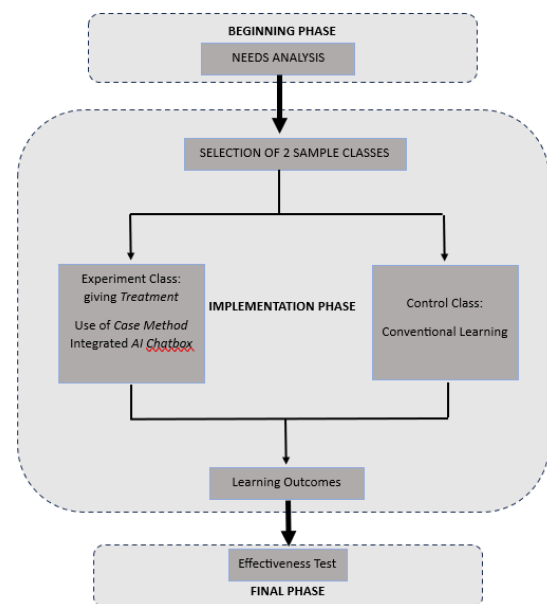 BEGINNING PHASE
NEEDS ANALYSIS
SELECTION OF 2 SAMPLE CLASSES
Experiment Class:
giving Treatment
Use of Case Method
Integrated AI Chatbox
IMPLEMENTATION PHASE
Control Class:
Conventional Learning
Learning Outcomes
Effectiveness Test
FINAL PHASE